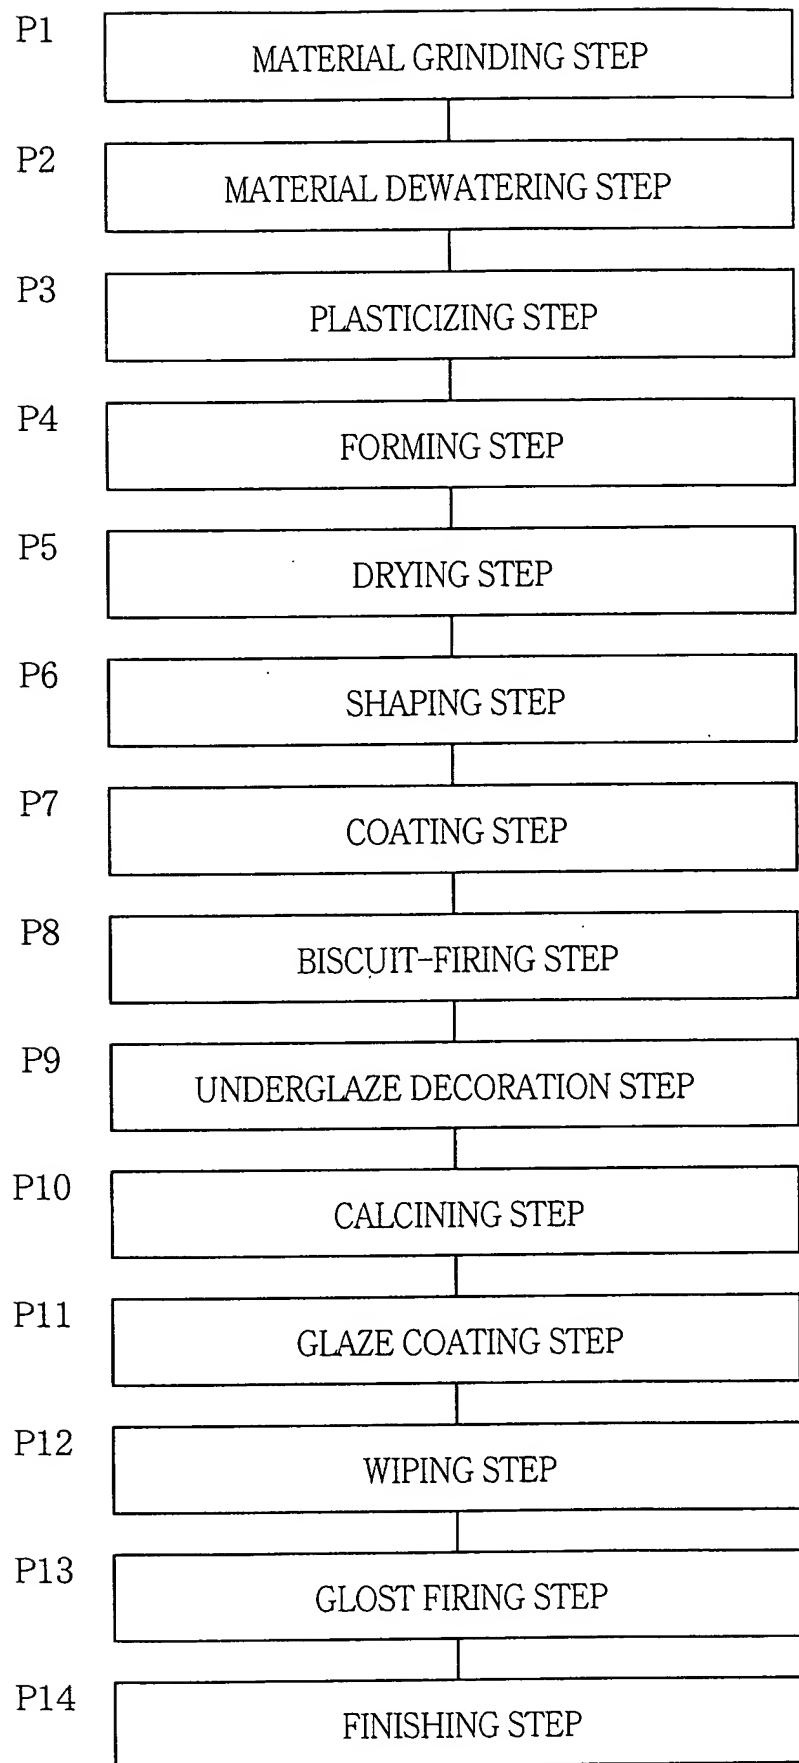 P1
MATERIAL GRINDING STEP
P2
MATERIAL DEWATERING STEP
P3
PLASTICIZING STEP
P4
FORMING STEP
P5
DRYING STEP
P6
SHAPING STEP
P7
COATING STEP
P8
BISCUIT-FIRING STEP
P9
UNDERGLAZE DECORATION STEP
P10
CALCINING STEP
P11
GLAZE COATING STEP
P12
WIPING STEP
P13
GLOST FIRING STEP
P14
FINISHING STEP